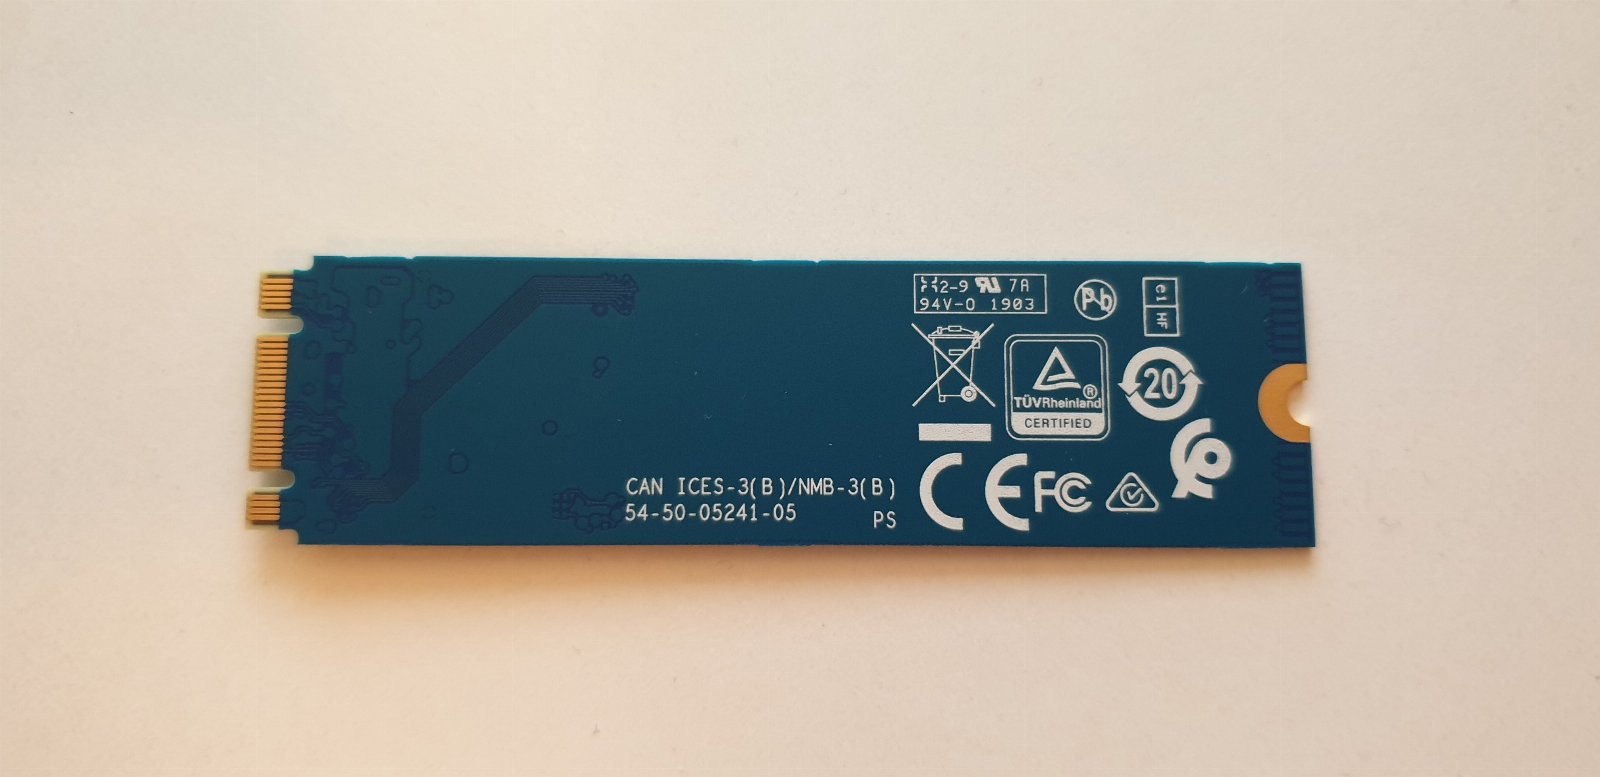 2-9 7A
94V-0 1903
Pb
e1
HF
TÜVRheinland®
CERTIFIED
20
CE FC
CAN ICES-3(B)/NMB-3(B)
54-50-05241-05
PS